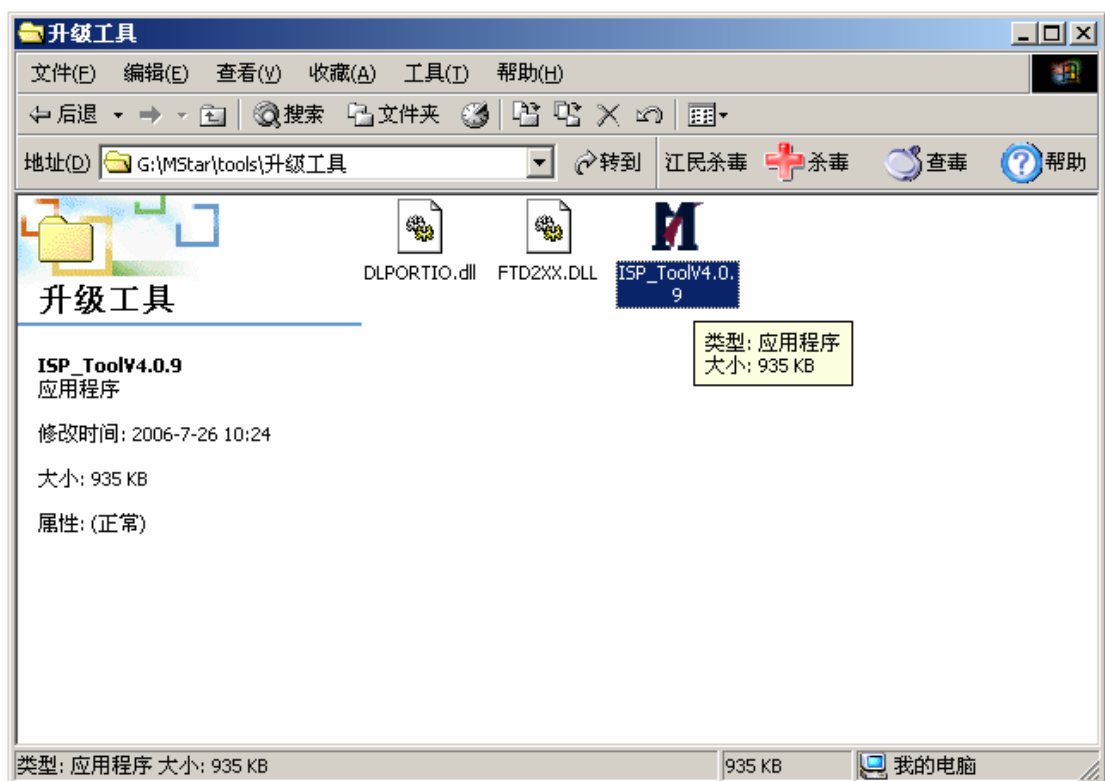 升级工具
文件(F) 编辑(E) 查看(V) 收藏(A) 工具(T) 帮助(H)
后退 搜索 文件夹
地址(D) G:\MStar\tools\升级工具 转到 江民杀毒 杀毒 查毒 帮助
DLPORTIO.dll FTD2XX.DLL ISP_ToolV4.0.
9
升级工具
类型: 应用程序
大小: 935 KB
ISP_ToolV4.0.9
应用程序
修改时间: 2006-7-26 10:24
大小: 935 KB
属性: (正常)
类型: 应用程序 大小: 935 KB 935 KB 我的电脑